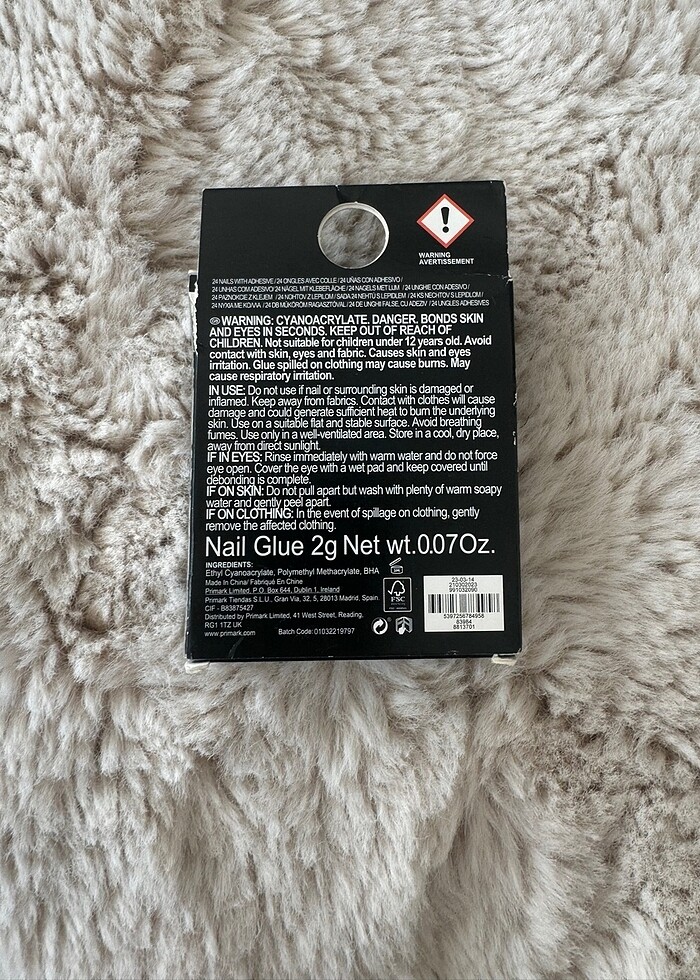 WARNING
AVERTISSEMENT
24 NAILS WITH ADHESIVE / 24 ONGLES AVEC COLLE / 24 UÑAS CON ADHESIVO /
24 UNHAS COM ADESIVO/ 24 NÄGEL MIT KLEBEFLÄCHE / 24 NAGELS MET LIJM / 24 UNGHIE CON ADESIVO /
24 PAZNOKCIE Z KLEJEM / 24 NOHTOV Z LEPILOM / SADA 24 NEHTŮ S LEPIDLEM / 24 KS NECHTOV S LEPIDLOM /
24 ΝΥΧΙΑ ΜΕ ΚΟΛΛΑ / 24 DB MŰKÖRÖM RAGASZTÓVAL / 24 DE UNGHII FALSE, CU ADEZIV / 24 UNGLES ADHESIVES
WARNING: CYANOACRYLATE. DANGER. BONDS SKIN
AND EYES IN SECONDS. KEEP OUT OF REACH OF
CHILDREN. Not suitable for children under 12 years old. Avoid
contact with skin, eyes and fabric. Causes skin and eyes
irritation. Glue spilled on clothing may cause burns. May
cause respiratory irritation.
IN USE: Do not use if nail or surrounding skin is damaged or
inflamed. Keep away from fabrics. Contact with clothes will cause
damage and could generate sufficient heat to burn the underlying
skin. Use on a suitable flat and stable surface. Avoid breathing
fumes. Use only in a well-ventilated area. Store in a cool, dry place,
away from direct sunlight.
IF IN EYES: Rinse immediately with warm water and do not force
eye open. Cover the eye with a wet pad and keep covered until
debonding is complete.
IF ON SKIN: Do not pull apart but wash with plenty of warm soapy
water and gently peel apart.
IF ON CLOTHING: In the event of spillage on clothing, gently
remove the affected clothing.
Nail Glue 2g Net wt.0.07Oz.
INGREDIENTS:
Ethyl Cyanoacrylate, Polymethyl Methacrylate, BHA
Made In China/ Fabriqué En Chine
Primark Limited, P.O. Box 644, Dublin 1, Ireland
Primark Tiendas S.L.U., Gran Vía, 32, 5, 28013 Madrid, Spain.
CIF - B83875427
Distributed by Primark Limited, 41 West Street, Reading,
RG1 1TZ UK
www.primark.com
Batch Code: 01032219797
FSC
23-03-14
210302023
991032090
5397256784958
83984
8813701